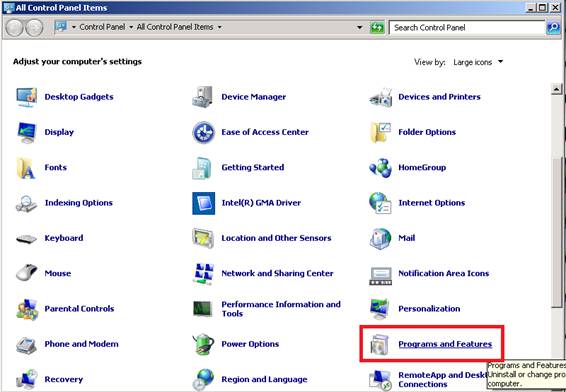 All Control Panel Items
Control Panel
All Control Panel Items
Search Control Panel
Adjust your computer's settings
View by:
Large icons
Desktop Gadgets
Device Manager
Devices and Printers
Display
Ease of Access Center
Folder Options
Fonts
Getting Started
HomeGroup
Indexing Options
Intel(R) GMA Driver
Internet Options
Keyboard
Location and Other Sensors
Mail
Mouse
Network and Sharing Center
Notification Area Icons
Parental Controls
Performance Information and
Tools
Personalization
Phone and Modem
Power Options
Programs and Features
Recovery
Region and Language
RemoteApp and Deskt
Connections
Programs and Features
Uninstall or change pro
computer.